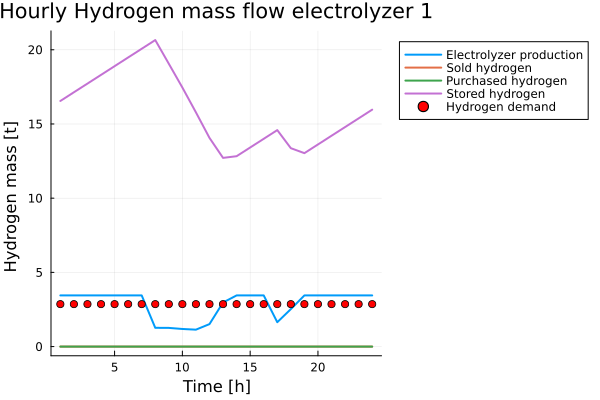 Hourly Hydrogen mass flow electrolyzer 1
Hydrogen mass [t]
20
15
10
5
0
5
10
15
20
Time [h]
Electrolyzer production
Sold hydrogen
Purchased hydrogen
Stored hydrogen
Hydrogen demand